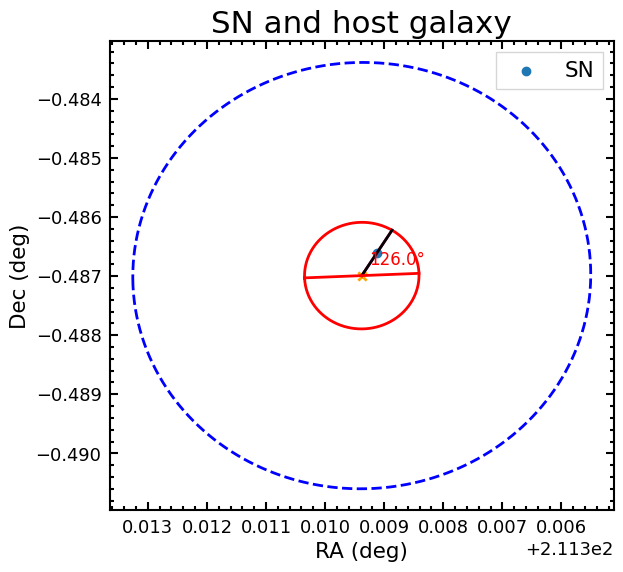 SN and host galaxy
SN
−0.484
−0.485
−0.486
−0.487
−0.488
−0.489
−0.490
Dec (deg)
126.0°
0.013 0.012 0.011 0.010 0.009 0.008 0.007 0.006
RA (deg)
+2.113e2